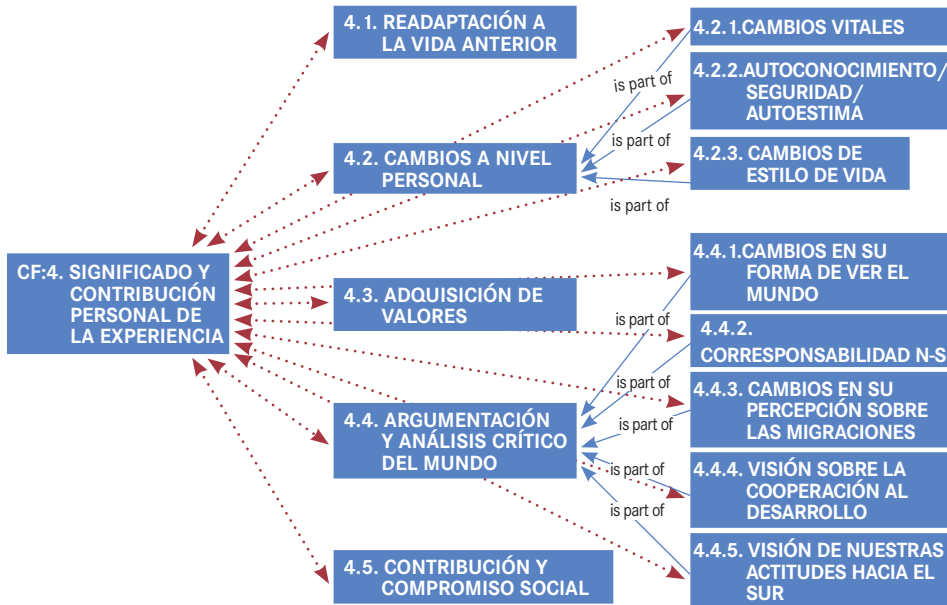 4.1. READAPTACIÓN A
LA VIDA ANTERIOR
4.2. CAMBIOS A NIVEL
PERSONAL
CF:4. SIGNIFICADO Y
CONTRIBUCIÓN
PERSONAL DE
LA EXPERIENCIA
4.3. ADQUISICIÓN DE
VALORES
4.4. ARGUMENTACIÓN
Y ANÁLISIS CRÍTICO
DEL MUNDO
4.5. CONTRIBUCIÓN Y
COMPROMISO SOCIAL
is part of
is part of
is part of
is part of
is part of
is part of
is part of
is part of
4.2.1.CAMBIOS VITALES
4.2.2.AUTOCONOCIMIENTO/
SEGURIDAD/
AUTOESTIMA
4.2.3. CAMBIOS DE
ESTILO DE VIDA
4.4.1.CAMBIOS EN SU
FORMA DE VER EL
MUNDO
4.4.2.
CORRESPONSABILIDAD N-S
4.4.3. CAMBIOS EN SU
PERCEPCIÓN SOBRE
LAS MIGRACIONES
4.4.4. VISIÓN SOBRE LA
COOPERACIÓN AL
DESARROLLO
4.4.5. VISIÓN DE NUESTRAS
ACTITUDES HACIA EL
SUR